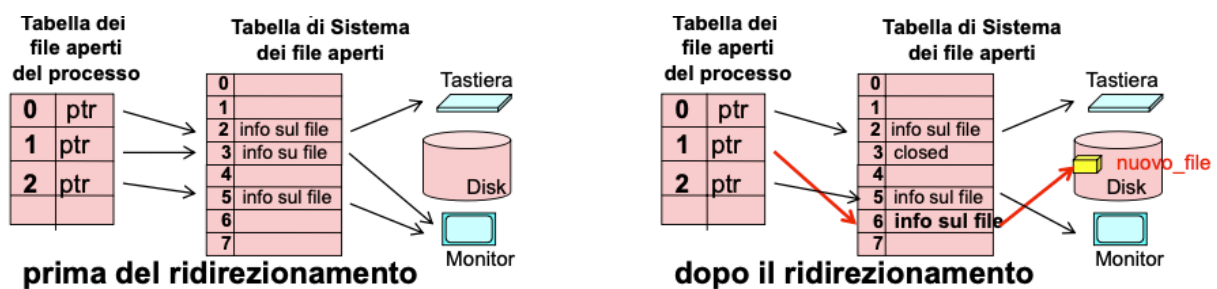 Tabella dei
file aperti
del processo
Tabella di Sistema
dei file aperti
0 ptr
1 ptr
2 ptr
0
1
2 info sul file
3 info su file
4
5 info sul file
6
7
Tastiera
Disk
Monitor
prima del ridirezionamento
Tabella dei
file aperti
del processo
Tabella di Sistema
dei file aperti
0 ptr
1 ptr
2 ptr
0
1
2 info sul file
3 closed
4
5 info sul file
6 info sul file
7
Tastiera
nuovo_file
Disk
Monitor
dopo il ridirezionamento